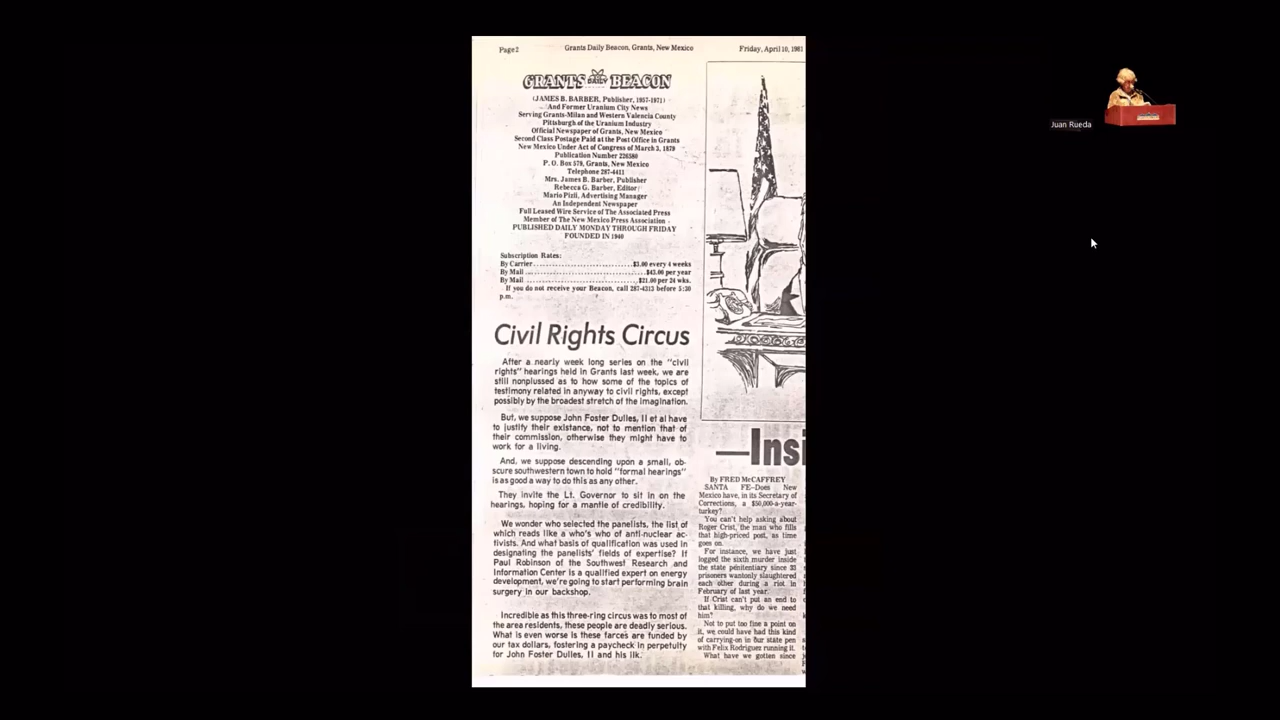 Page 2
Grants Daily Beacon, Grants, New Mexico
Friday, April 10, 1981
GRANTS DAILY BEACON
(JAMES B. BARBER, Publisher, 1957-1971)
And Former Uranium City News
Serving Grants-Milan and Western Valencia County
Pittsburgh of the Uranium Industry
Official Newspaper of Grants, New Mexico
Second Class Postage Paid at the Post Office in Grants
New Mexico Under Act of Congress of March 3, 1879
Publication Number 226580
P. O. Box 579, Grants, New Mexico
Telephone 287-4411
Mrs. James B. Barber, Publisher
Rebecca G. Barber, Editor
Mario Pizii, Advertising Manager
An Independent Newspaper
Full Leased Wire Service of The Associated Press
Member of The New Mexico Press Association
PUBLISHED DAILY MONDAY THROUGH FRIDAY
FOUNDED IN 1940
Subscription Rates:
By Carrier $3.00 every 4 weeks
By Mail $43.00 per year
By Mail $21.00 per 24 wks.
If you do not receive your Beacon, call 287-4313 before 5:30
p.m.
Civil Rights Circus
After a nearly week long series on the "civil
rights" hearings held in Grants last week, we are
still nonplussed as to how some of the topics of
testimony related in anyway to civil rights, except
possibly by the broadest stretch of the imagination.
But, we suppose John Foster Dulles, II et al have
to justify their existance, not to mention that of
their commission, otherwise they might have to
work for a living.
And, we suppose descending upon a small, ob-
scure southwestern town to hold "formal hearings"
is as good a way to do this as any other.
They invite the Lt. Governor to sit in on the
hearings, hoping for a mantle of credibility.
We wonder who selected the panelists, the list of
which reads like a who's who of anti-nuclear ac-
tivists. And what basis of qualification was used in
designating the panelists' fields of expertise? If
Paul Robinson of the Southwest Research and
Information Center is a qualified expert on energy
development, we're going to start performing brain
surgery in our backshop.
Incredible as this three-ring circus was to most of
the area residents, these people are deadly serious.
What is even worse is these farces are funded by
our tax dollars, fostering a paycheck in perpetuity
for John Foster Dulles, II and his ilk.
—Insi
By FRED McCAFFREY
SANTA FE—Does New
Mexico have, in its Secretary of
Corrections, a $50,000-a-year-
turkey?
You can't help asking about
Roger Crist, the man who fills
that high-priced post, as time
goes on.
For instance, we have just
logged the sixth murder inside
the state penitentiary since 33
prisoners wantonly slaughtered
each other during a riot in
February of last year.
If Crist can't put an end to
that killing, why do we need
him?
Not to put too fine a point on
it, we could have had this kind
of carrying-on in our state pen
with Felix Rodriguez running it.
What have we gotten since
Juan Rueda